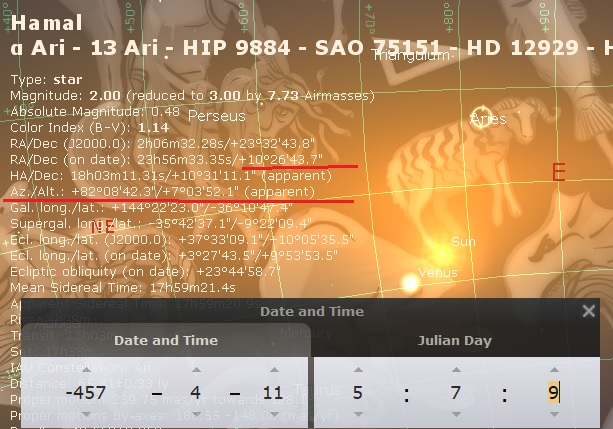 Hamal
α Ari - 13 Ari - HIP 9884 - SAO 75151 - HD 12929 - H
Type: star
Magnitude: 2.00 (reduced to 3.00 by 7.73 Airmasses)
Absolute Magnitude: 0.48
Color Index (B-V): 1.14
RA/Dec (J2000.0): 2h06m32.28s/+23°32'43.8"
RA/Dec (on date): 23h56m33.35s/+10°26'43.7"
HA/Dec: 18h03m11.31s/+10°31'11.1" (apparent)
Az./Alt.: +82°08'42.3"/+7°03'52.1" (apparent)
Gal. long./lat.: +144°22'23.0"/-36°10'47.4"
Supergal. long./lat.: -35°42'37.1"/-9°22'09.4"
Ecl. long./lat. (J2000.0): +37°33'09.1"/+10°05'35.5"
Ecl. long./lat. (on date): +3°27'43.5"/+9°53'53.5"
Ecliptic obliquity (on date): +23°44'58.7"
Mean Sidereal Time: 17h59m21.4s
+70°
+80°
Triangulum
Perseus
Aries
E
NE
Sun
Venus
Mercury
Taurus
Date and Time
Date and Time
Julian Day
-457 - 4 - 11
5 : 7 : 9